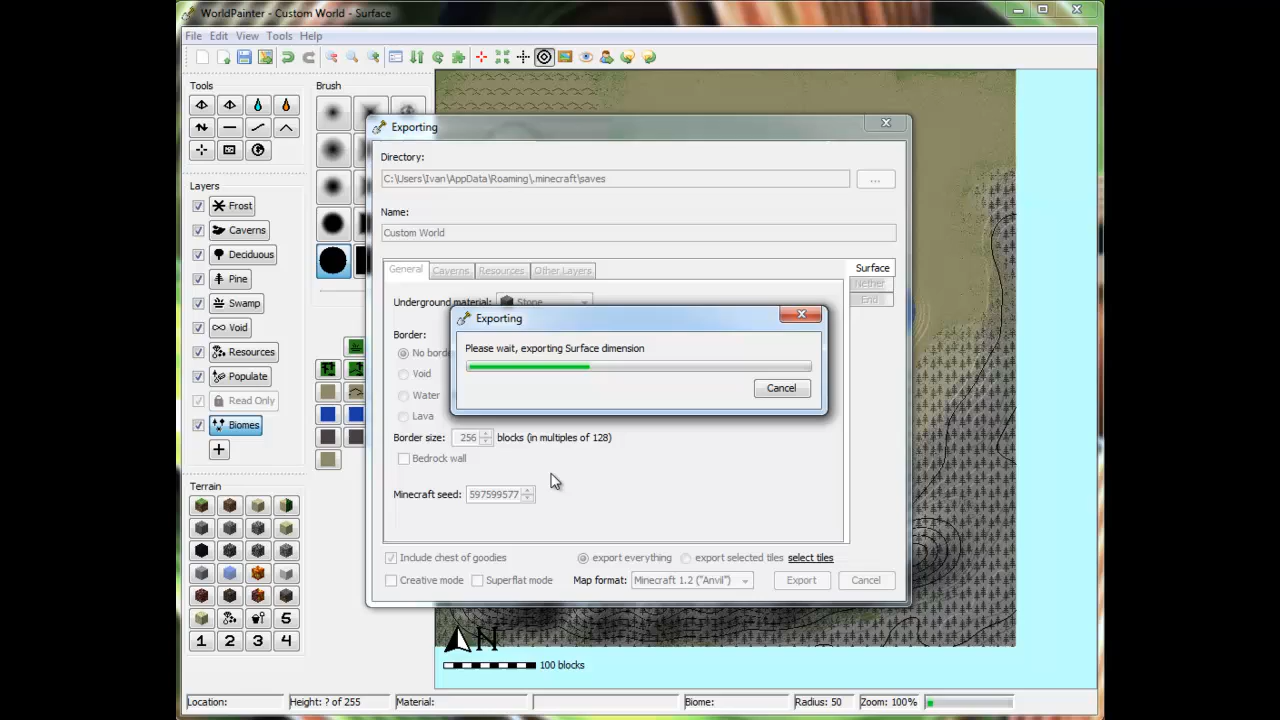 WorldPainter - Custom World - Surface
File Edit View Tools Help
Tools
Brush
Exporting
Directory:
C:\Users\Ivan\AppData\Roaming\.minecraft\saves
...
Name:
Custom World
Layers
Frost
Caverns
Deciduous
Pine
Swamp
Void
Resources
Populate
Read Only
Biomes
General Caverns Resources Other Layers
Surface
Nether
End
Underground material: Stone
Border:
No borde
Void
Water
Lava
Exporting
Please wait, exporting Surface dimension
Cancel
Border size: 256 blocks (in multiples of 128)
Bedrock wall
Minecraft seed: 597599577
Include chest of goodies export everything export selected tiles select tiles
Creative mode Superflat mode Map format: Minecraft 1.2 ("Anvil") Export Cancel
Terrain
5
1 2 3 4
N
100 blocks
Location: Height: ? of 255 Material: Biome: Radius: 50 Zoom: 100%